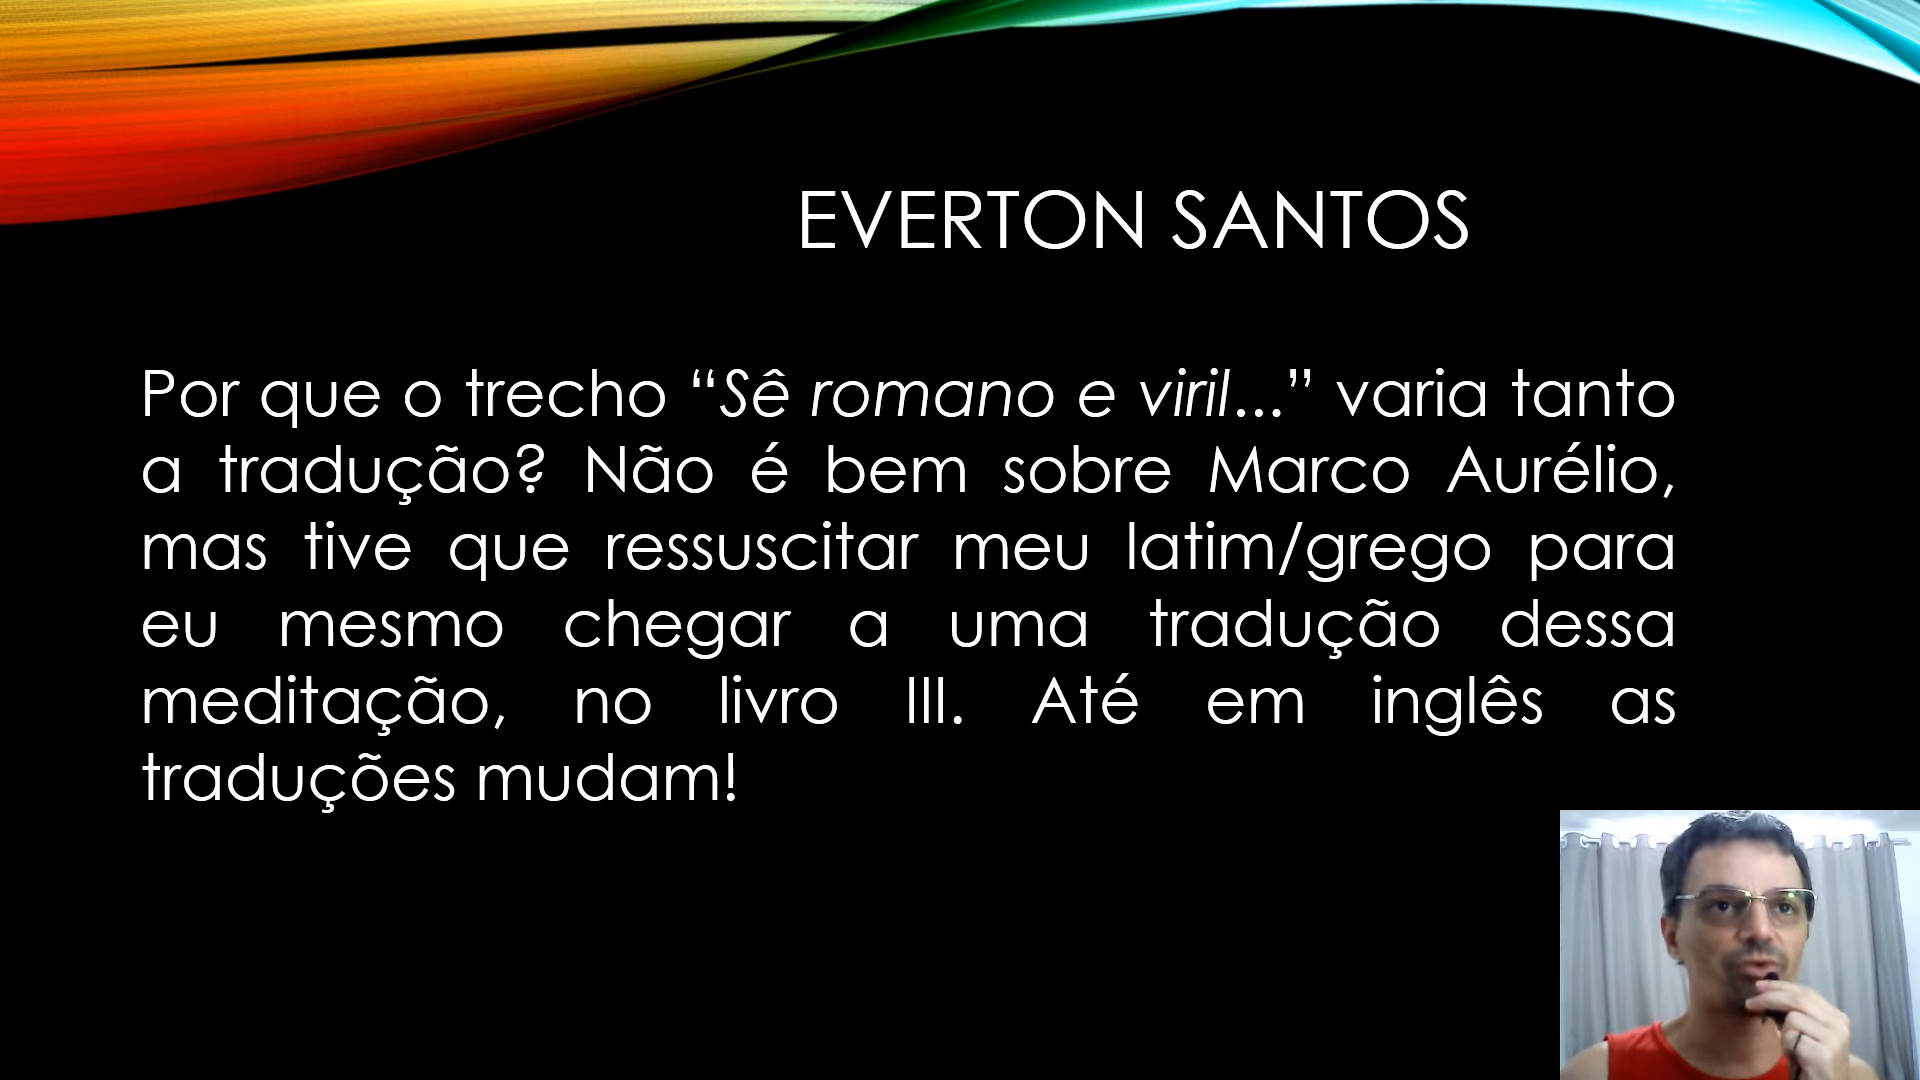 EVERTON SANTOS
Por que o trecho “Sê romano e viril...” varia tanto
a tradução? Não é bem sobre Marco Aurélio,
mas tive que ressuscitar meu latim/grego para
eu mesmo chegar a uma tradução dessa
meditação, no livro III. Até em inglês as
traduções mudam!